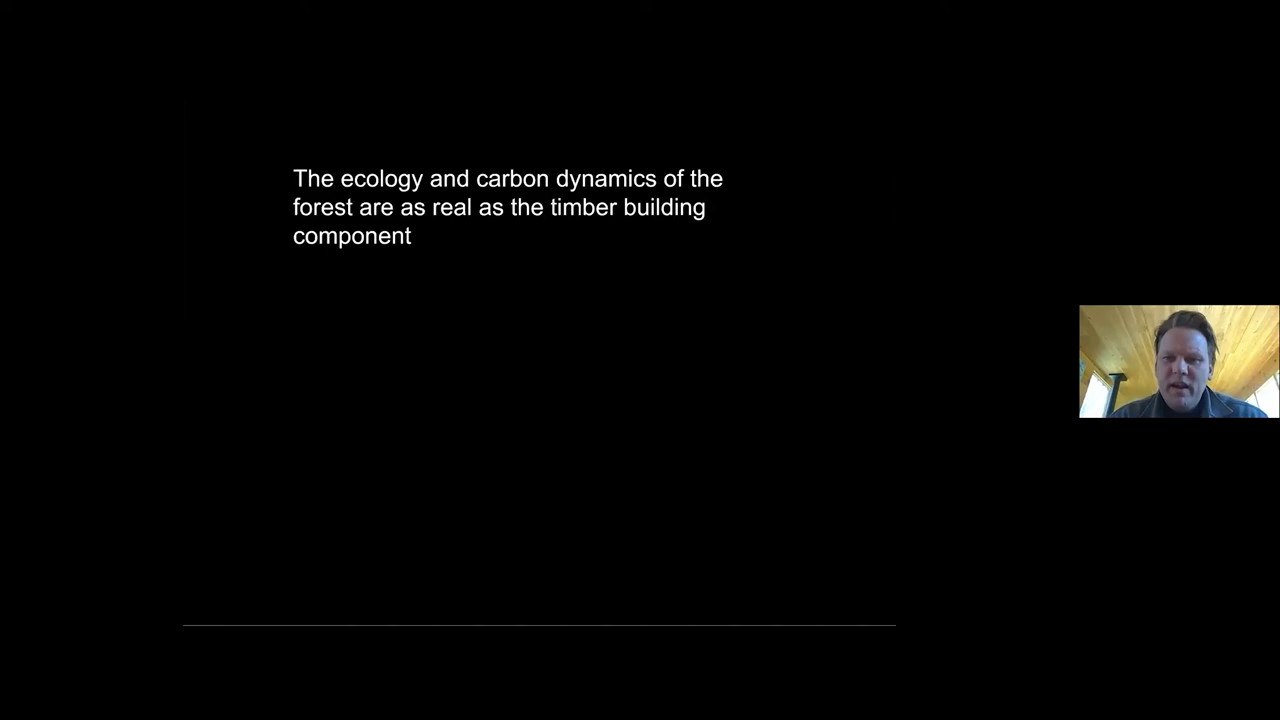 The ecology and carbon dynamics of the
forest are as real as the timber building
component